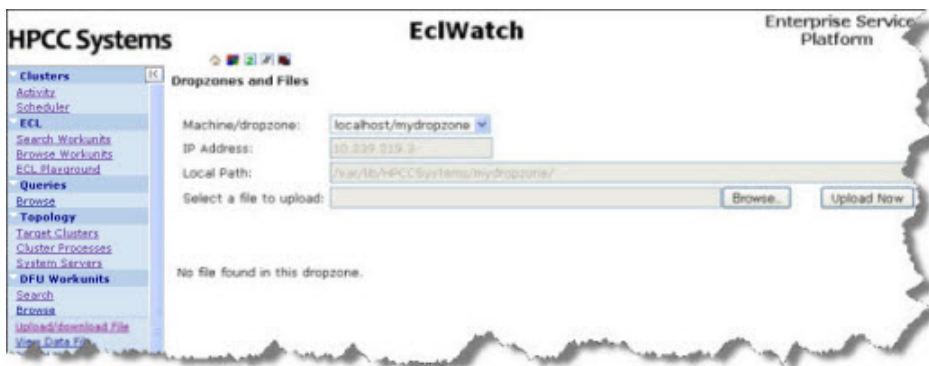 HPCC Systems
EclWatch
Enterprise Service
Platform
Clusters
Activity
Scheduler
ECL
Search Workunits
Browse Workunits
ECL Playground
Queries
Browse
Topology
Target Clusters
Cluster Processes
System Servers
DFU Workunits
Search
Browse
Upload/download File
View Data
Dropzones and Files
Machine/dropzone: localhost/mydropzone
IP Address:
Local Path: /var/lib/HPCCSystems/mydropzone/
Select a file to upload: Browse.. Upload Now
No file found in this dropzone.